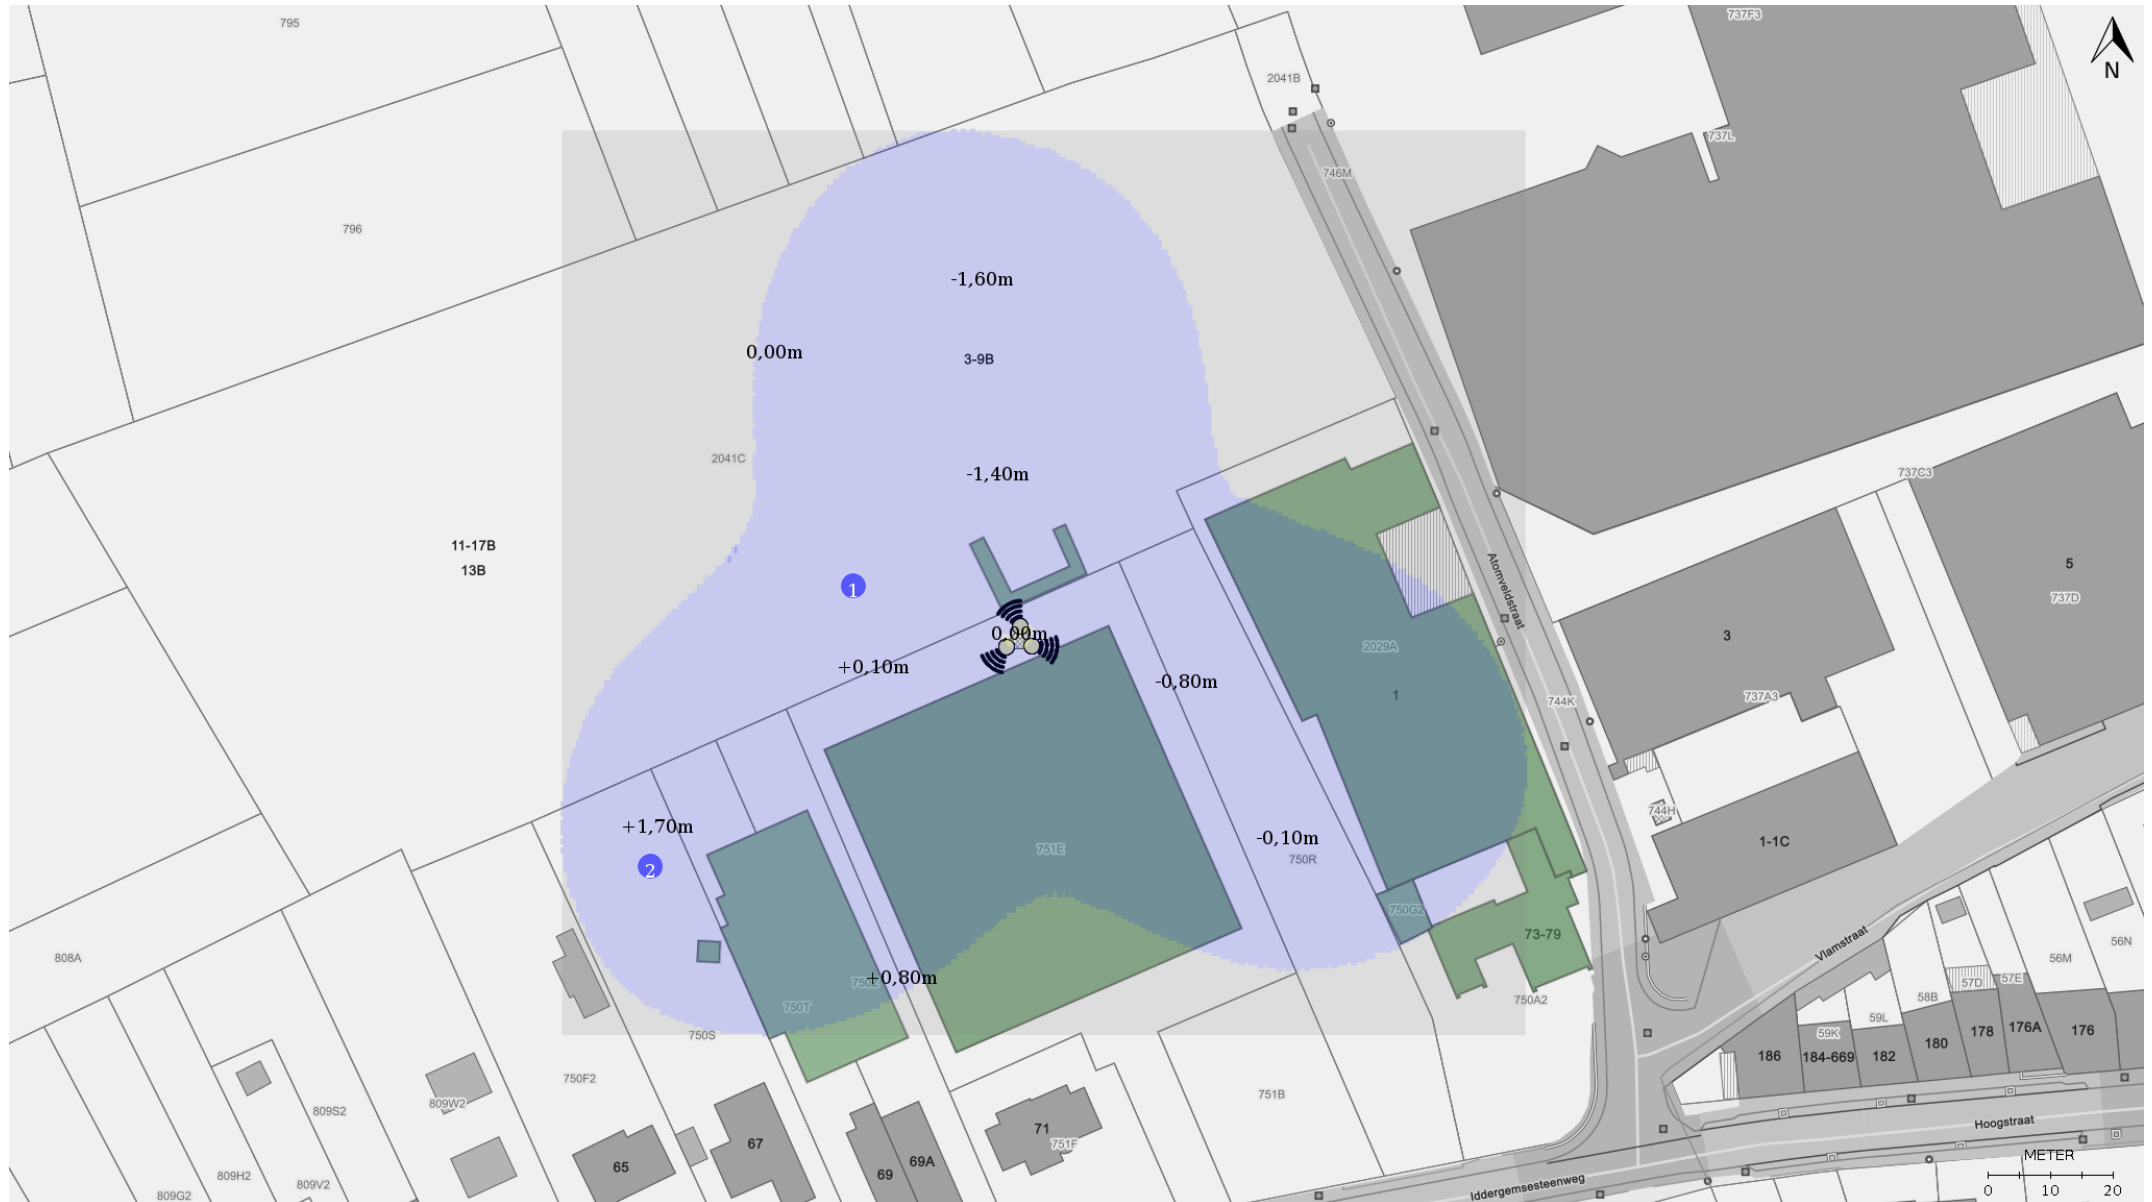 795
737F3
2041B
N
737L
746M
796
-1,60m
0,00m
3-9B
2041C
-1,40m
737C3
11-17B
13B
Atomveldstraat
5
737D
1
0,00m
+0,10m
-0,80m
2029A
1
3
737A3
744K
+1,70m
2
751E
-0,10m
750R
744H
1-1C
750G2
73-79
Vlamstraat
808A
+0,80m
750T
750A2
56N
56M
57D
57E
58B
59L
59K
750S
186
184-669
182
180
178
176A
176
750F2
809W2
809S2
751B
67
71
751F
65
69
69A
809H2
809V2
809G2
Iddergemsesteenweg
Hoogstraat
METER
0 10 20